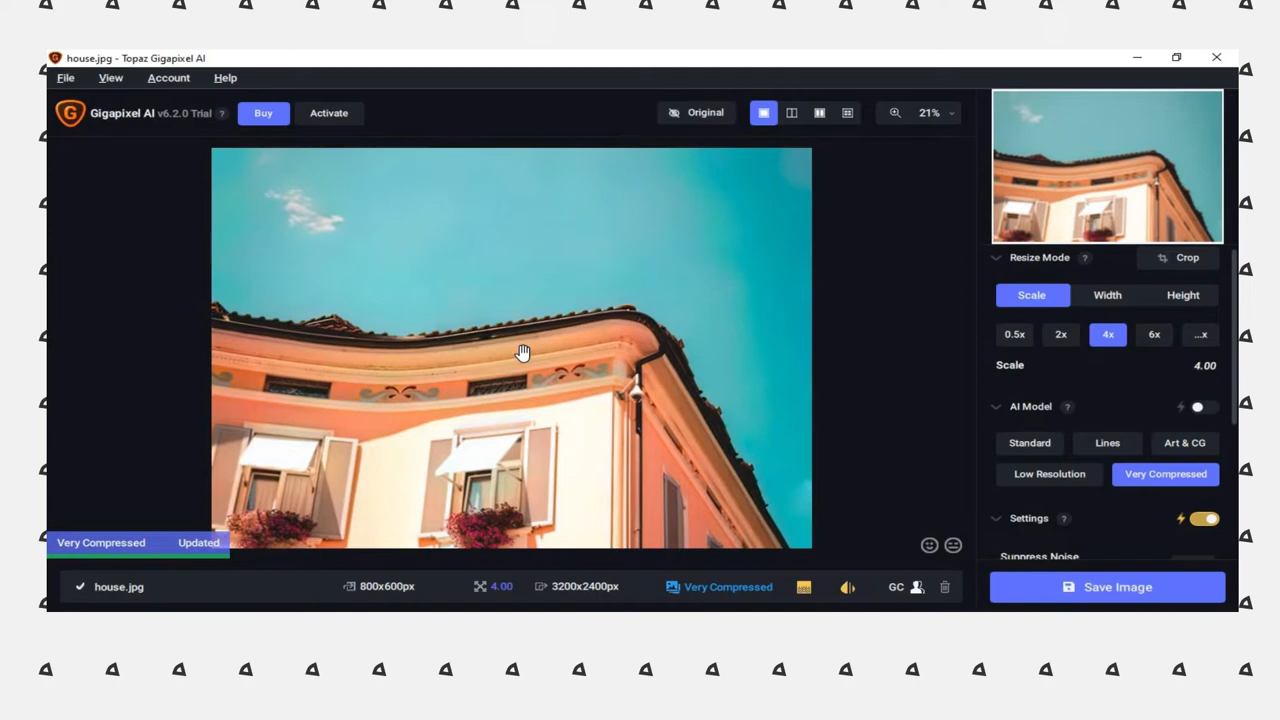 house.jpg - Topaz Gigapixel AI
File View Account Help
Gigapixel AI v6.2.0 Trial ? Buy Activate Original 21%
Resize Mode ? Crop
Scale Width Height
0.5x 2x 4x 6x ...x
Scale 4.00
AI Model ?
Standard Lines Art & CG
Low Resolution Very Compressed
Settings ?
Very Compressed Updated
Suppress Noise
house.jpg 800x600px 4.00 3200x2400px Very Compressed GC
Save Image